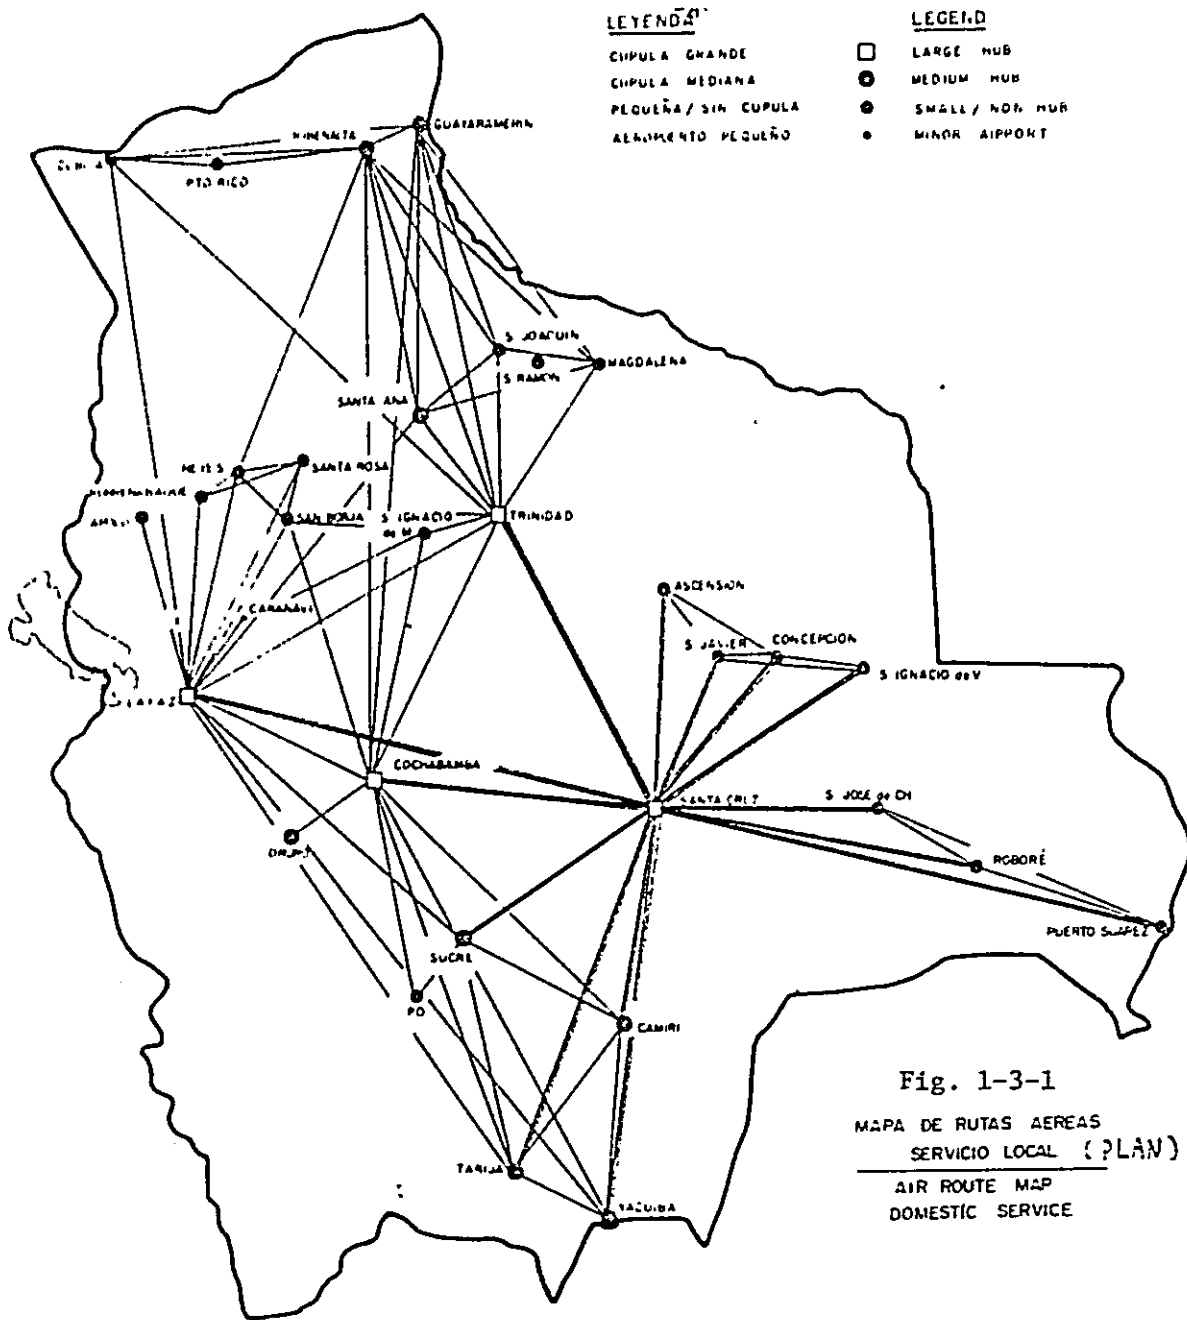 LEYENDA
CUPULA GRANDE
CUPULA MEDIANA
PEQUEÑA/ SIN CUPULA
AEROPUERTO PEQUEÑO
LEGEND
LARGE HUB
MEDIUM HUB
SMALL/ NON HUB
MINOR AIRPORT
GUAYARAMERIN
PTO RICO
S. JOAQUIN
S. RAMON
MAGDALENA
SANTA ANA
REYES
SANTA ROSA
SAN BORJA
S. IGNACIO
de M.
TRINIDAD
CARANAVI
ASCENSION
S. JAVIER
CONCEPCION
S. IGNACIO de V
LA PAZ
COCHABAMBA
SANTA CRUZ
S. JOSE de CH
ROBORÉ
PUERTO SUAREZ
ORURO
SUCRE
PO
CAMIRI
TARIJA
YACUIBA
Fig. 1-3-1
MAPA DE RUTAS AEREAS
SERVICIO LOCAL (PLAN)
AIR ROUTE MAP
DOMESTIC SERVICE